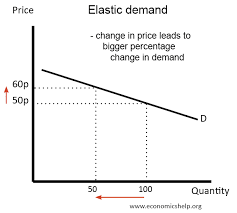 Price
Elastic demand
- change in price leads to
bigger percentage
change in demand
60p
50p
D
50
100
Quantity
www.economicshelp.org